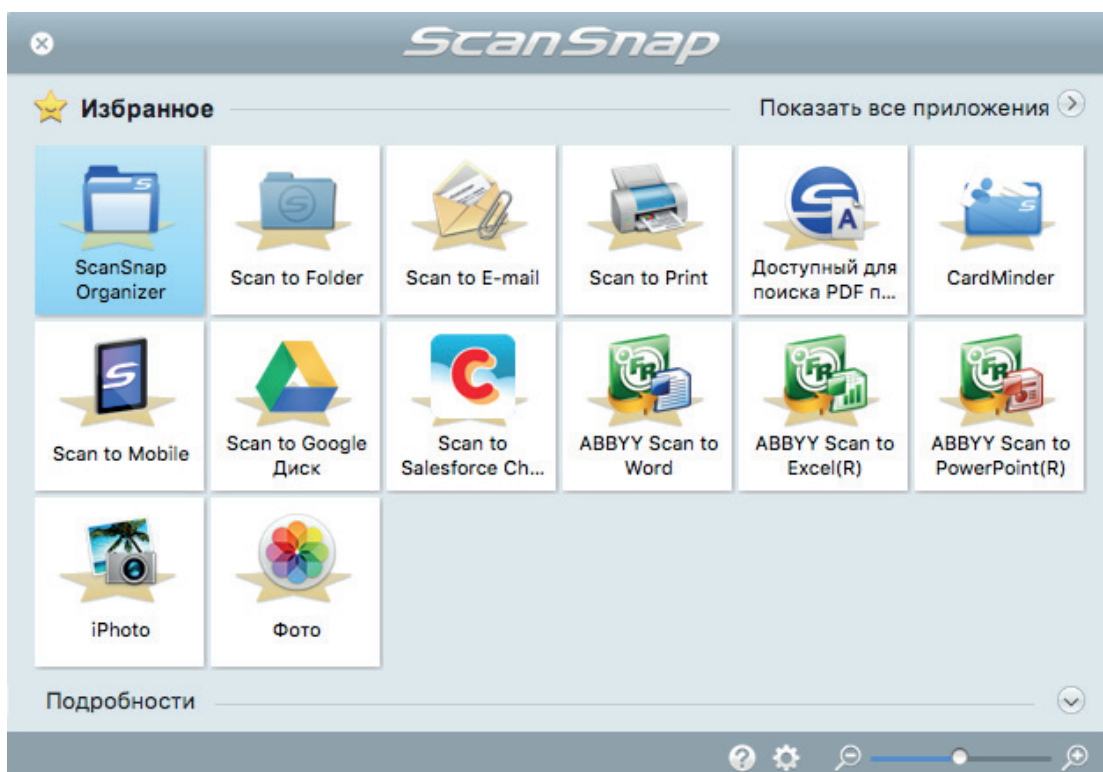 ScanSnap
Избранное
Показать все приложения
ScanSnap
Organizer
Scan to Folder
Scan to E-mail
Scan to Print
Доступный для
поиска PDF п...
CardMinder
Scan to Mobile
Scan to Google
Диск
Scan to
Salesforce Ch...
ABBYY Scan to
Word
ABBYY Scan to
Excel(R)
ABBYY Scan to
PowerPoint(R)
iPhoto
Фото
Подробности